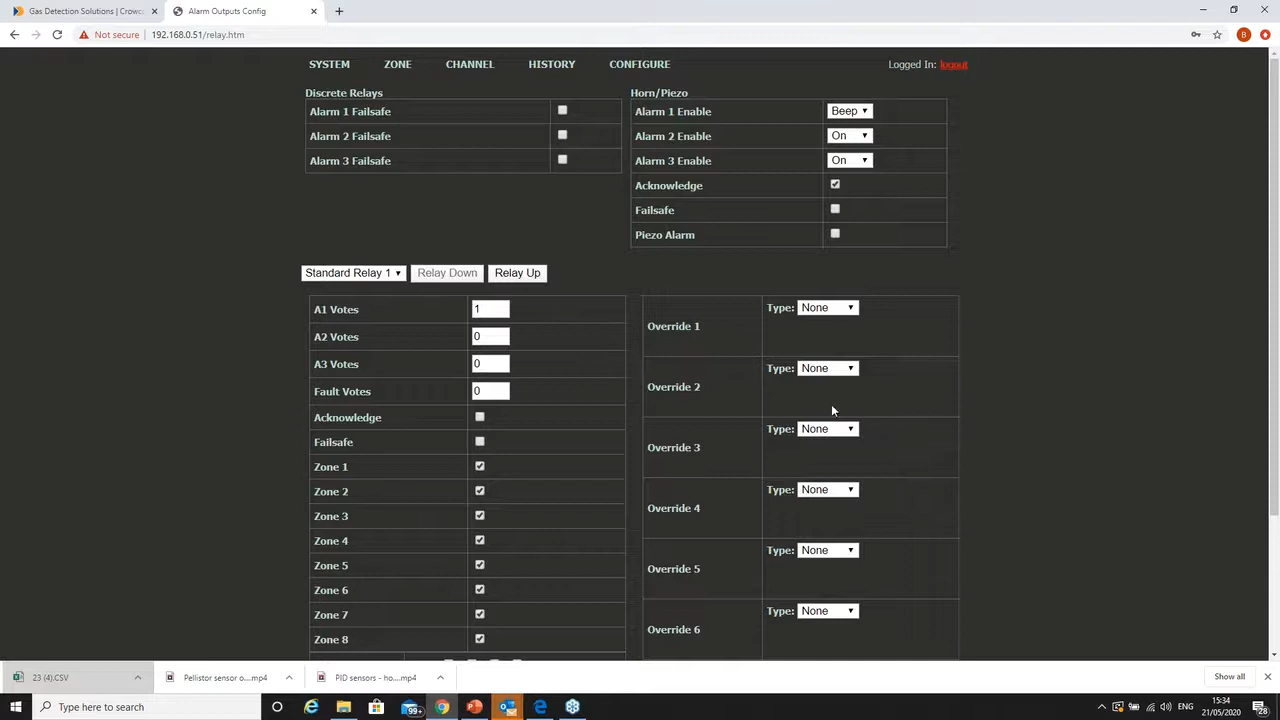 Gas Detection Solutions | Crowc
Alarm Outputs Config
Not secure
192.168.0.51/relay.htm
B
SYSTEM ZONE CHANNEL HISTORY CONFIGURE Logged In: logout
Discrete Relays
Alarm 1 Failsafe
Alarm 2 Failsafe
Alarm 3 Failsafe
Horn/Piezo
Alarm 1 Enable Beep
Alarm 2 Enable On
Alarm 3 Enable On
Acknowledge
Failsafe
Piezo Alarm
Standard Relay 1 Relay Down Relay Up
A1 Votes 1
A2 Votes 0
A3 Votes 0
Fault Votes 0
Acknowledge
Failsafe
Zone 1
Zone 2
Zone 3
Zone 4
Zone 5
Zone 6
Zone 7
Zone 8
Override 1 Type: None
Override 2 Type: None
Override 3 Type: None
Override 4 Type: None
Override 5 Type: None
Override 6 Type: None
23 (4).CSV
Pellistor sensor o....mp4
PID sensors - ho....mp4
Show all
Type here to search
99+
15:34
21/05/2020
28